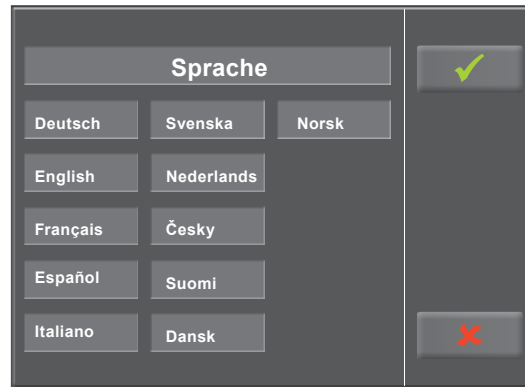 Sprache
Deutsch Svenska Norsk
English Nederlands
Français Česky
Español Suomi
Italiano Dansk